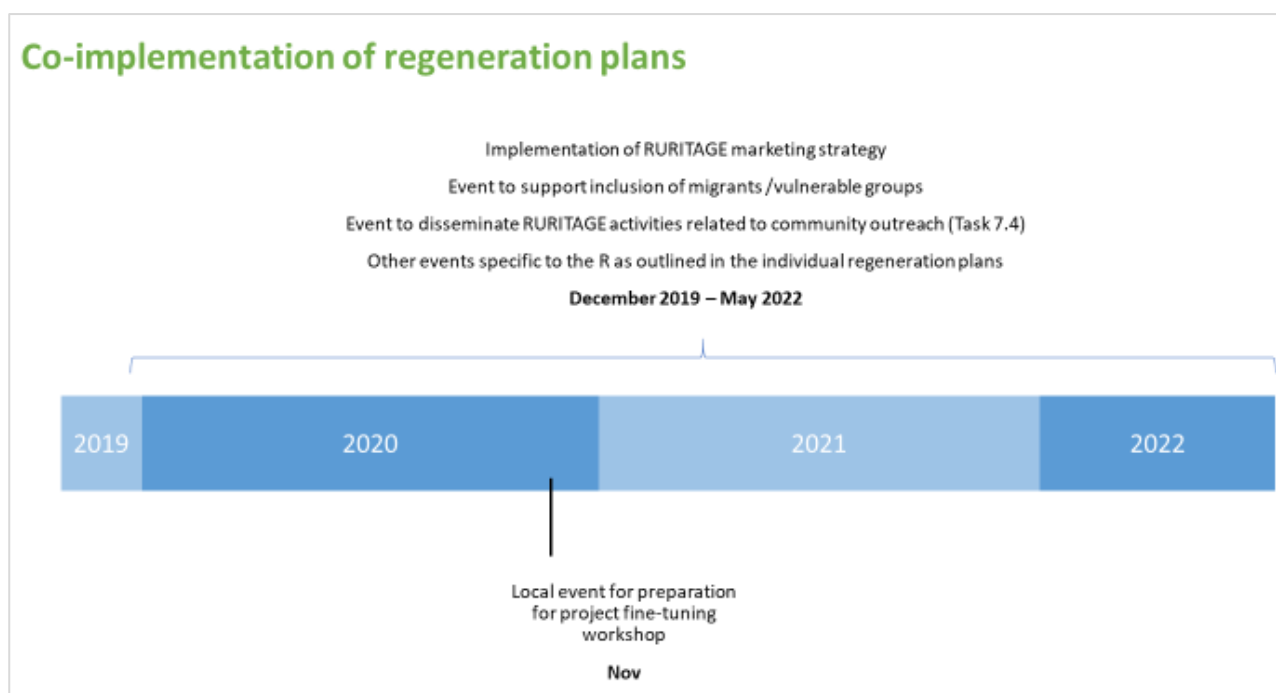 Co-implementation of regeneration plans
Implementation of RURITAGE marketing strategy
Event to support inclusion of migrants /vulnerable groups
Event to disseminate RURITAGE activities related to community outreach (Task 7.4)
Other events specific to the R as outlined in the individual regeneration plans
December 2019 – May 2022
2019
2020
2021
2022
Local event for preparation
for project fine-tuning
workshop
Nov